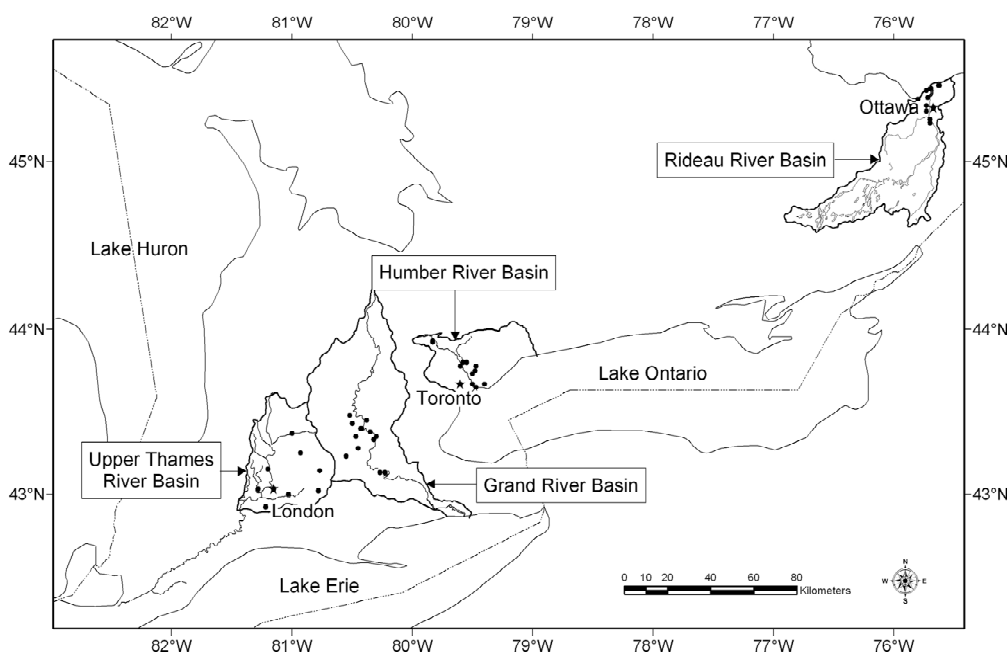 82°W 81°W 80°W 79°W 78°W 77°W 76°W
Ottawa
45°N
Rideau River Basin
45°N
Lake Huron
Humber River Basin
44°N
44°N
Lake Ontario
Toronto
Upper Thames
River Basin
Grand River Basin
43°N
43°N
London
Lake Erie
N
W E
S
0 10 20 40 60 80
Kilometers
82°W 81°W 80°W 79°W 78°W 77°W 76°W